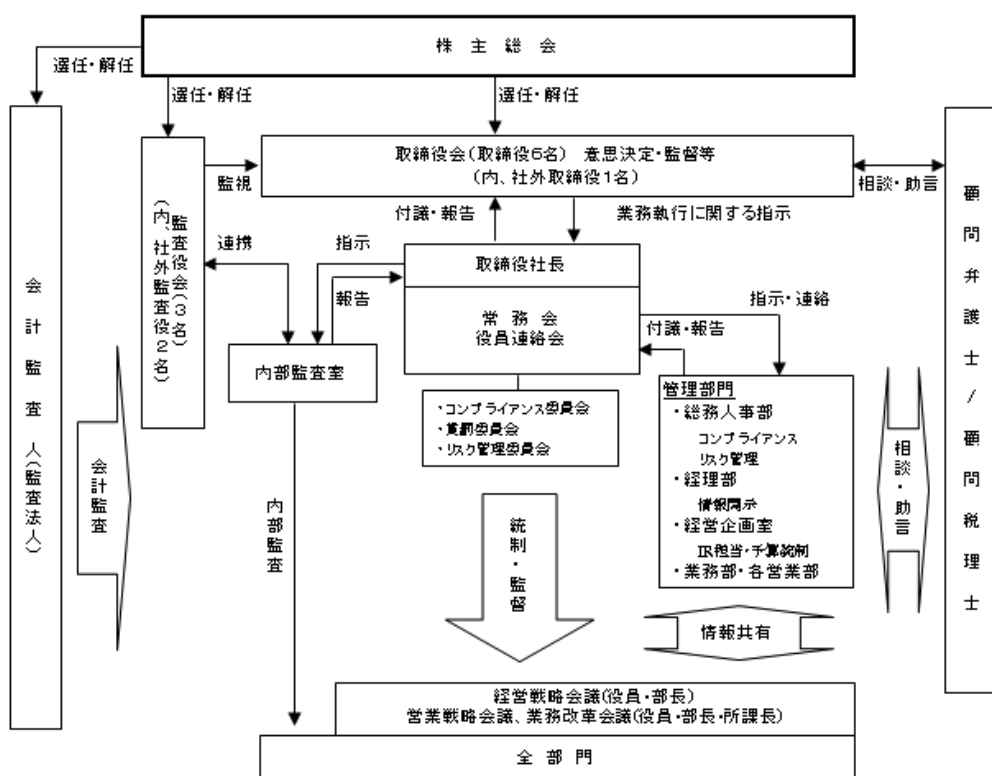 株主総会
選任・解任
選任・解任
選任・解任
取締役会(取締役6名) 意思決定・監督等
(内、社外取締役1名)
監視
相談・助言
付議・報告
業務執行に関する指示
監査役会(3名)
(内、社外監査役2名)
連携
指示
報告
取締役社長
常務会
役員連絡会
指示・連絡
付議・報告
内部監査室
・コンプライアンス委員会
・賞罰委員会
・リスク管理委員会
管理部門
・総務人事部
コンプライアンス
リスク管理
・経理部
情報開示
・経営企画室
IR担当・予算統制
・業務部・各営業部
会計監査人(監査法人)
会計監査
内部監査
統制・監督
相談・助言
顧問弁護士/顧問税理士
情報共有
経営戦略会議(役員・部長)
営業戦略会議、業務改革会議(役員・部長・所課長)
全部門